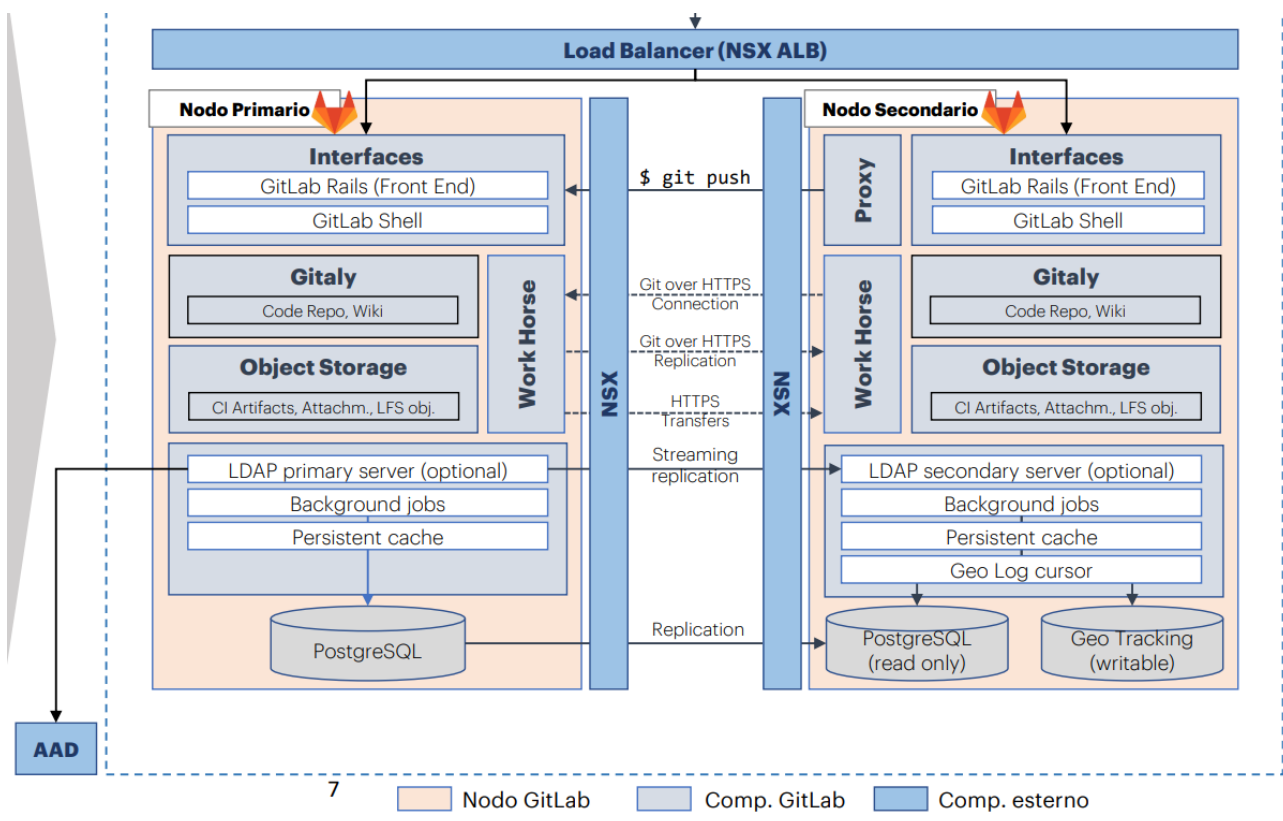 Load Balancer (NSX ALB)
Nodo Primario
Interfaces
GitLab Rails (Front End)
GitLab Shell
Gitaly
Code Repo, Wiki
Object Storage
CI Artifacts, Attachm., LFS obj.
Work Horse
LDAP primary server (optional)
Background jobs
Persistent cache
PostgreSQL
NSX
$ git push
Git over HTTPS
Connection
Git over HTTPS
Replication
HTTPS
Transfers
Streaming
replication
Replication
XSN
Nodo Secondario
Proxy
Interfaces
GitLab Rails (Front End)
GitLab Shell
Work Horse
Gitaly
Code Repo, Wiki
Object Storage
CI Artifacts, Attachm., LFS obj.
LDAP secondary server (optional)
Background jobs
Persistent cache
Geo Log cursor
PostgreSQL
(read only)
Geo Tracking
(writable)
AAD
7
Nodo GitLab
Comp. GitLab
Comp. esterno